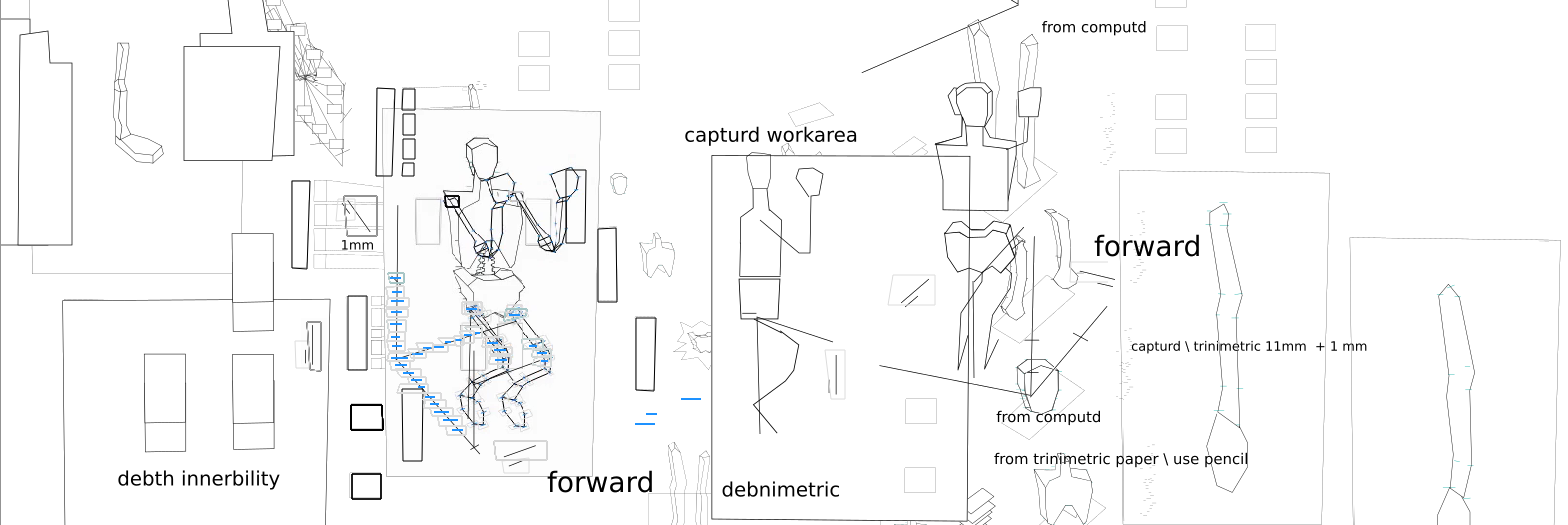 from computd
capturd workarea
1mm
forward
capturd \ trinimetric 11mm  + 1 mm
from computd
from trinimetric paper \ use pencil
debth innerbility
forward
debnimetric